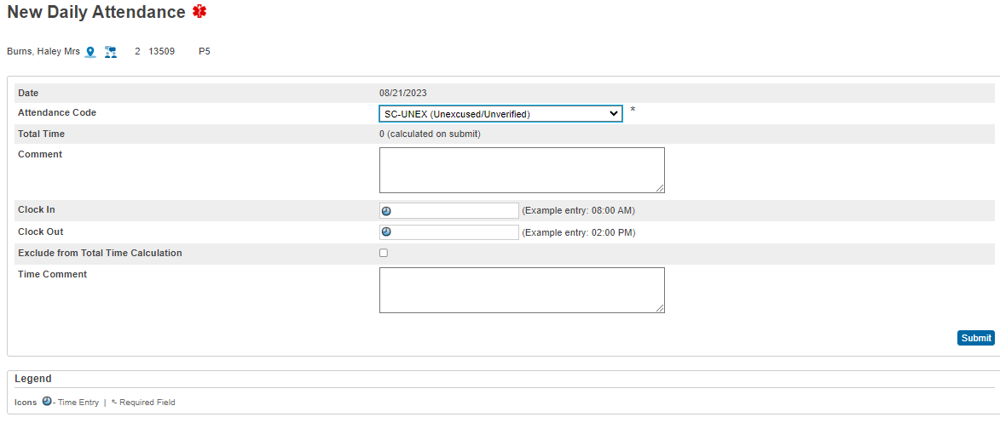 New Daily Attendance
Burns, Haley Mrs 2 13509 P5
Date 08/21/2023
Attendance Code SC-UNEX (Unexcused/Unverified) *
Total Time 0 (calculated on submit)
Comment
Clock In (Example entry: 08:00 AM)
Clock Out (Example entry: 02:00 PM)
Exclude from Total Time Calculation
Time Comment
Submit
Legend
Icons - Time Entry | *- Required Field